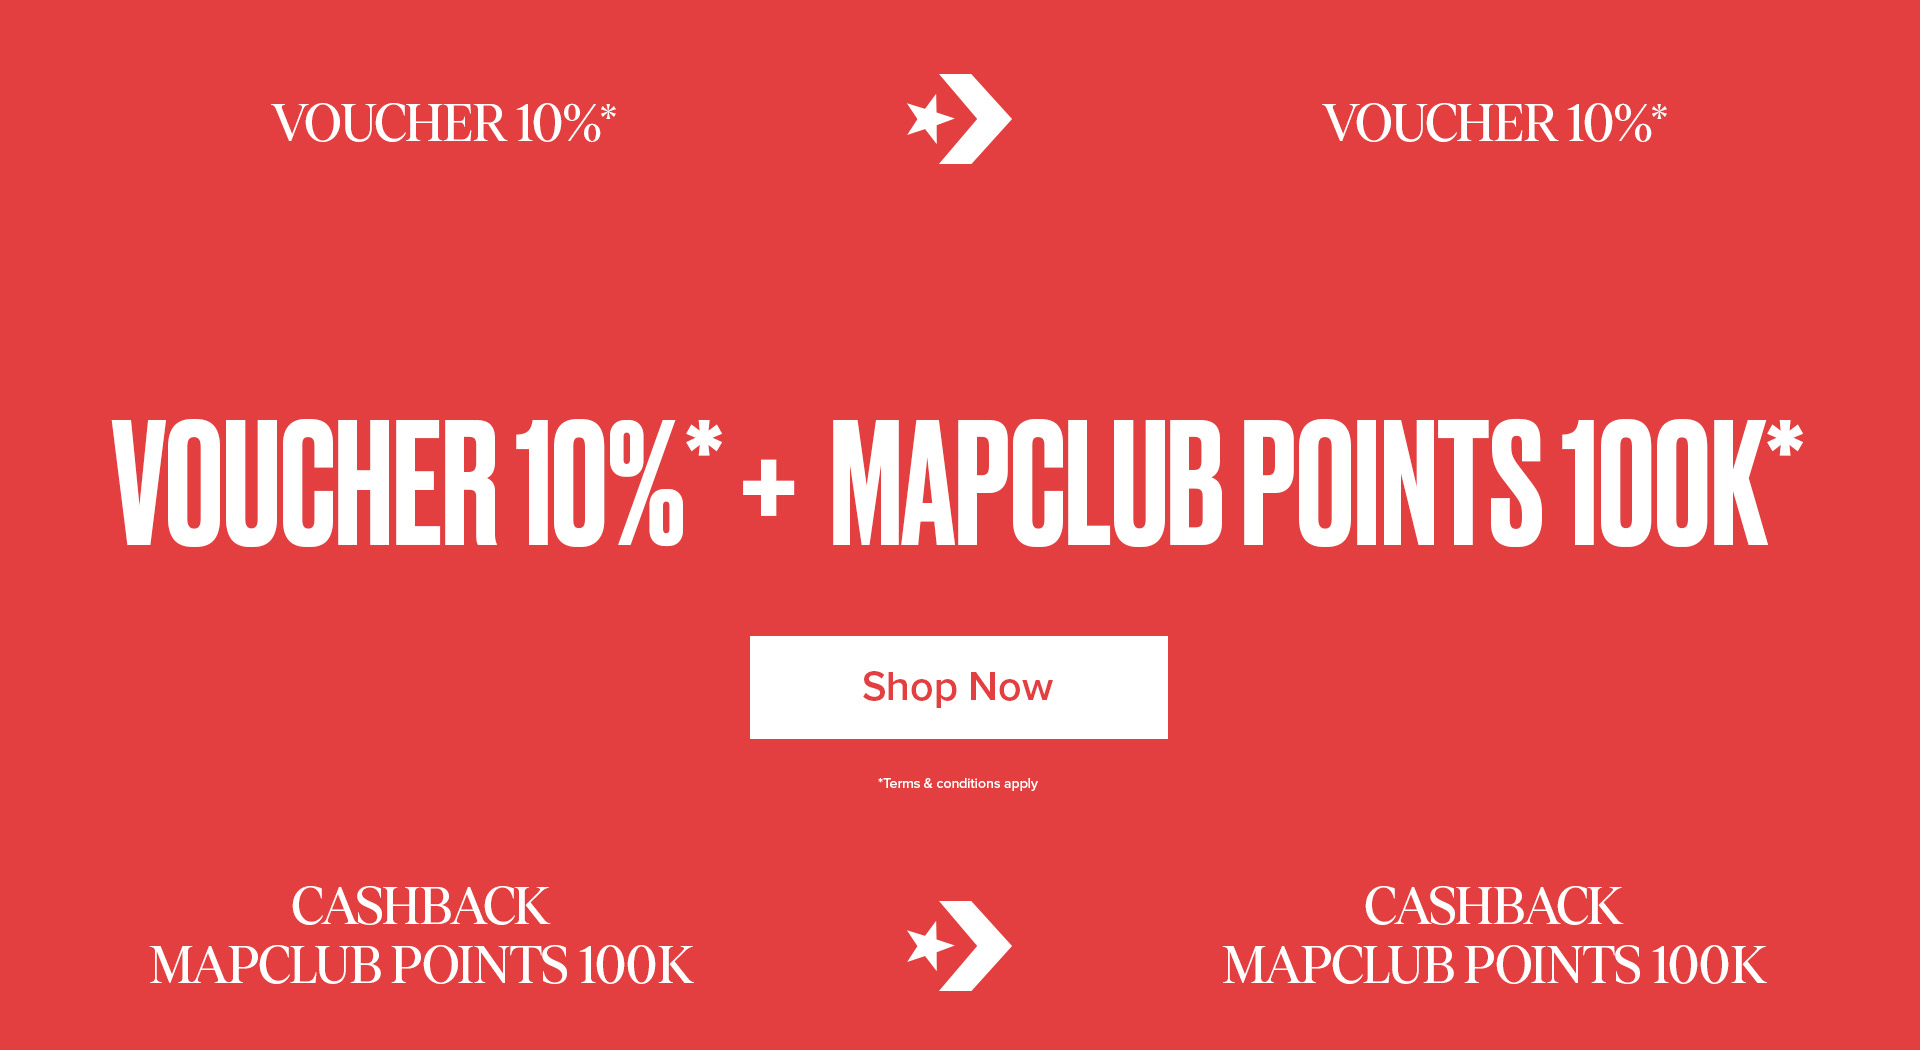 VOUCHER 10%*
VOUCHER 10%*
VOUCHER 10%* + MAPCLUB POINTS 100K*
Shop Now
*Terms & conditions apply
CASHBACK
MAPCLUB POINTS 100K
CASHBACK
MAPCLUB POINTS 100K